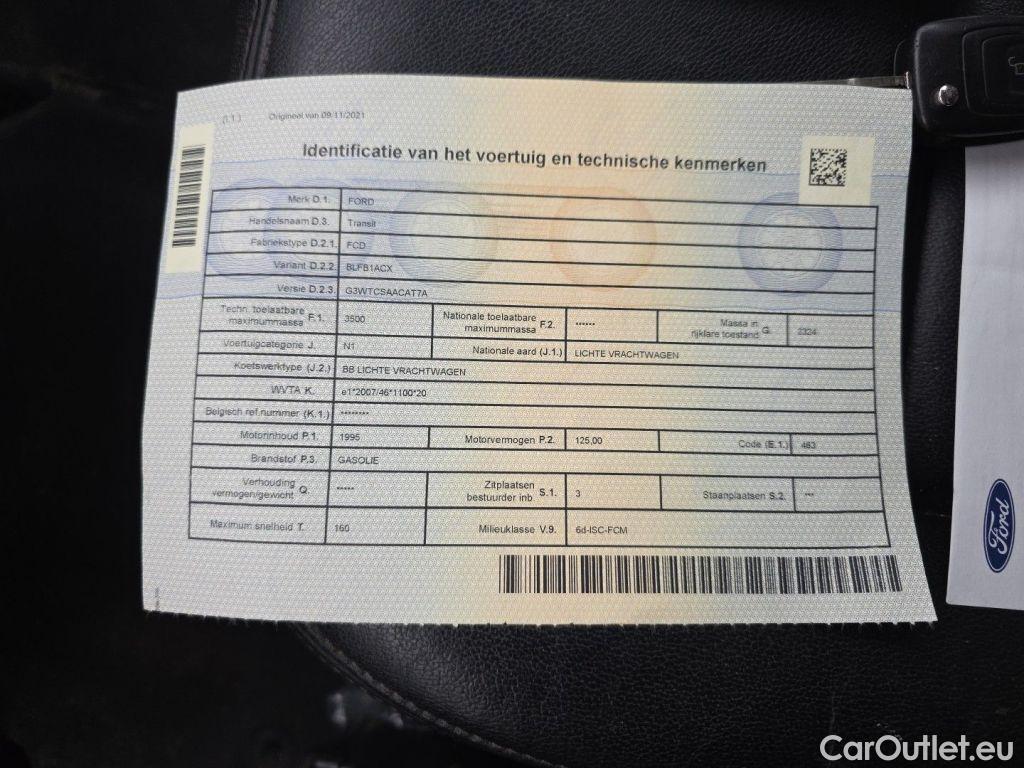 (I.1.) Origineel van 09/11/2021
Identificatie van het voertuig en technische kenmerken
Merk D.1. FORD
Handelsnaam D.3. Transit
Fabriekstype D.2.1. FCD
Variant D.2.2. BLFB1ACX
Versie D.2.3. G3WTCSAACAT7A
Techn. toelaatbare maximummassa F.1. 3500 Nationale toelaatbare maximummassa F.2. ****** Massa in rijklare toestand G. 2324
Voertuigcategorie J. N1 Nationale aard (J.1.) LICHTE VRACHTWAGEN
Koetswerktype (J.2.) BB LICHTE VRACHTWAGEN
WVTA K. e1*2007/46*1100*20
Belgisch ref.nummer (K.1.) ********
Motorinhoud P.1. 1995 Motorvermogen P.2. 125,00 Code (E.1.) 463
Brandstof P.3. GASOLIE
Verhouding vermogen/gewicht Q. ***** Zitplaatsen bestuurder inb. S.1. 3 Staanplaatsen S.2. ***
Maximum snelheid T. 160 Milieuklasse V.9. 6d-ISC-FCM
Ford
CarOutlet.eu